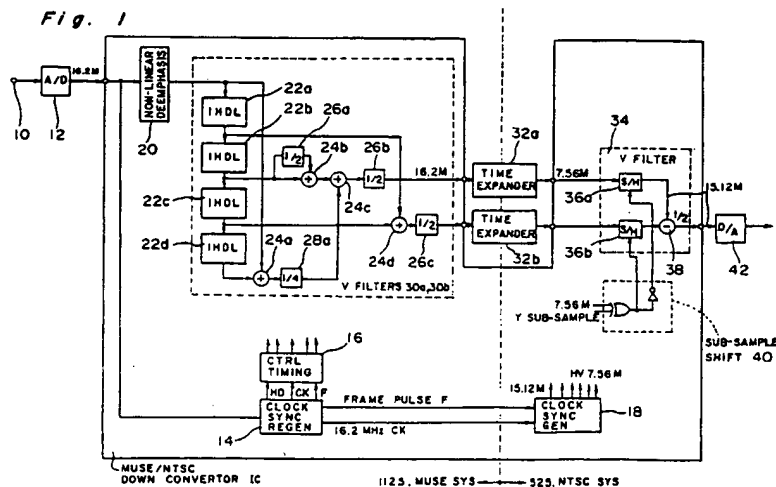 Fig. 1
A/D
16.2M
10
12
NON-LINEAR DEEMPHASIS
20
1HDL
22a
1HDL
22b
1/2
26a
24b
26b
1/2
24c
16.2M
1HDL
22c
1HDL
22d
24a
1/4
28a
24d
1/2
26c
V FILTERS 30a,30b
32a
TIME EXPANDER
7.56M
TIME EXPANDER
32b
34
V FILTER
36a
S/H
15.12M
36b
S/H
1/2
38
D/A
42
7.56M
Y SUB-SAMPLE
SUB-SAMPLE
SHIFT 40
16
CTRL TIMING
HD CK F
CLOCK SYNC REGEN
14
FRAME PULSE F
16.2 MHz CK
15.12M
HV 7.56M
CLOCK SYNC GEN
18
MUSE/NTSC
DOWN CONVERTOR IC
1125, MUSE SYS
525, NTSC SYS